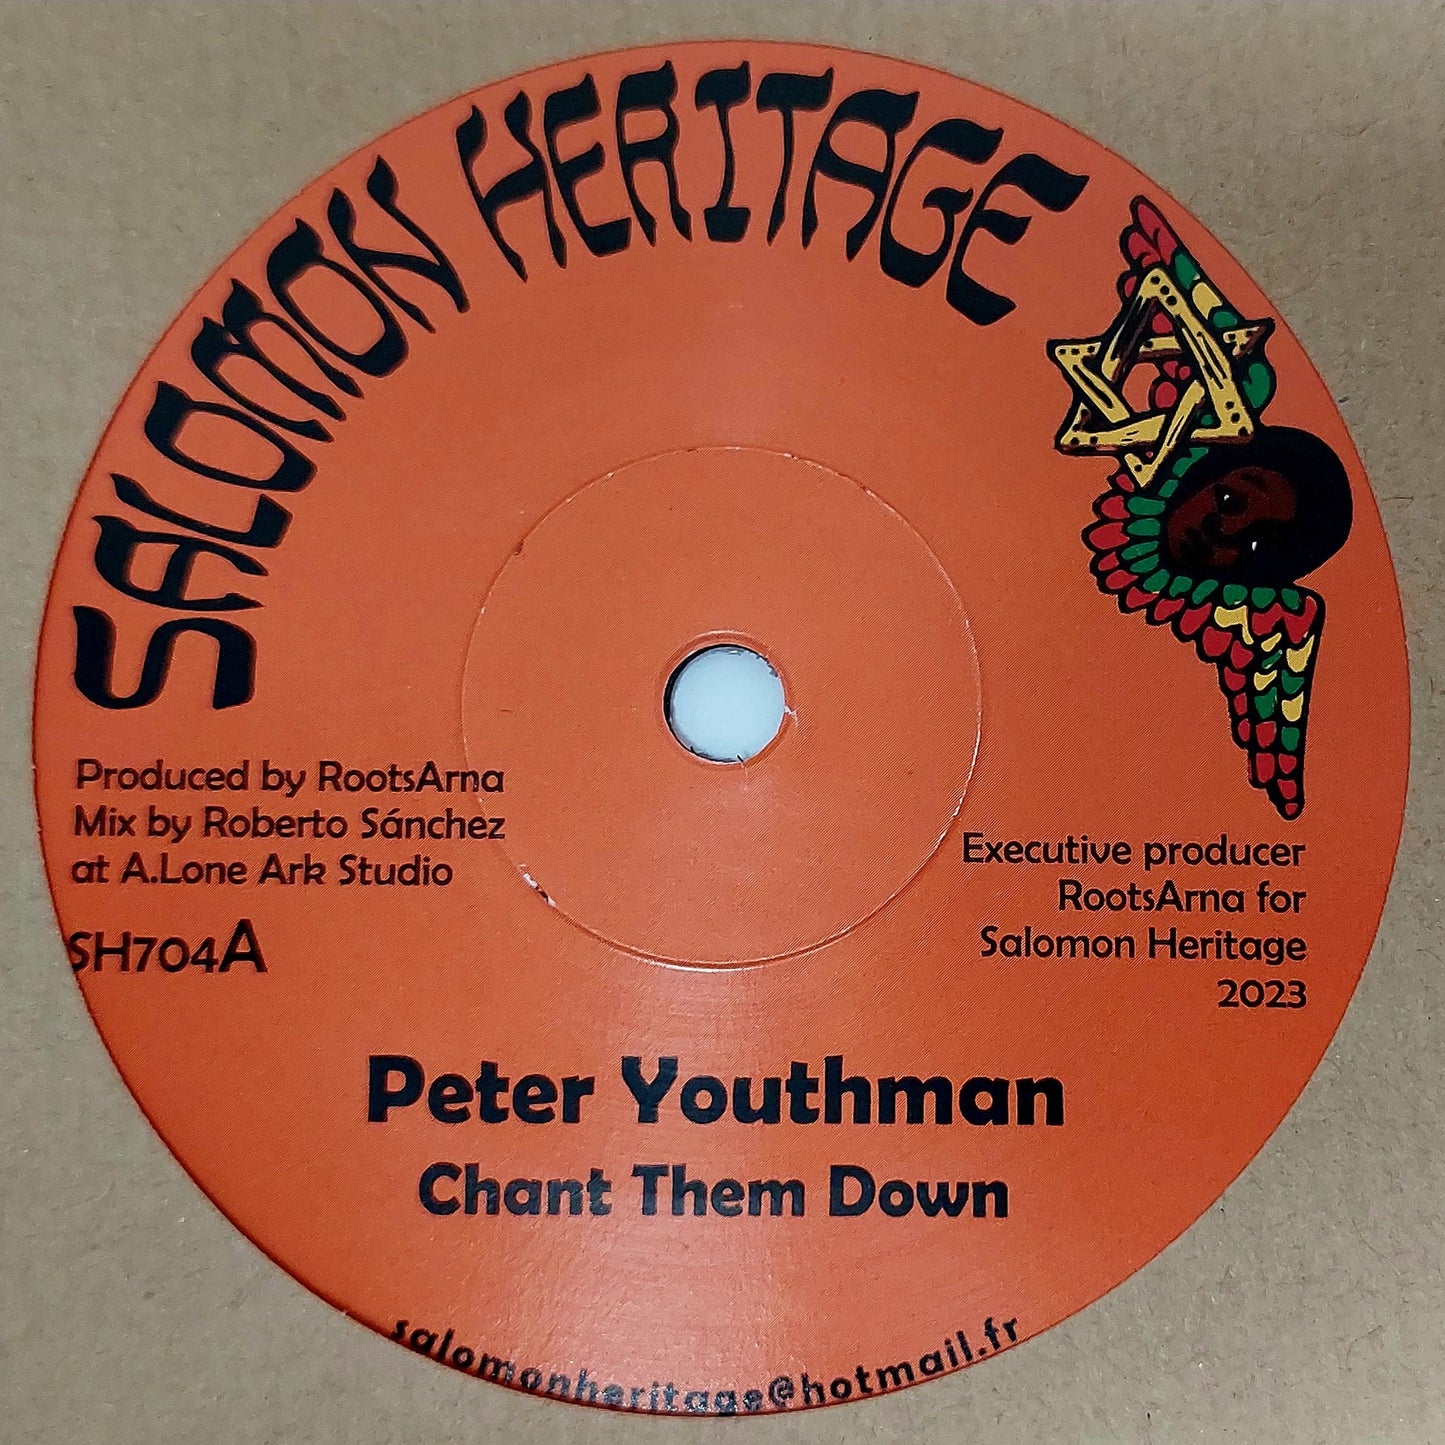 SALOMON HERITAGE
Produced by RootsArna
Mix by Roberto Sánchez
at A.Lone Ark Studio
SH704A
Executive producer
RootsArna for
Salomon Heritage
2023
Peter Youthman
Chant Them Down
salomonheritage@hotmail.fr